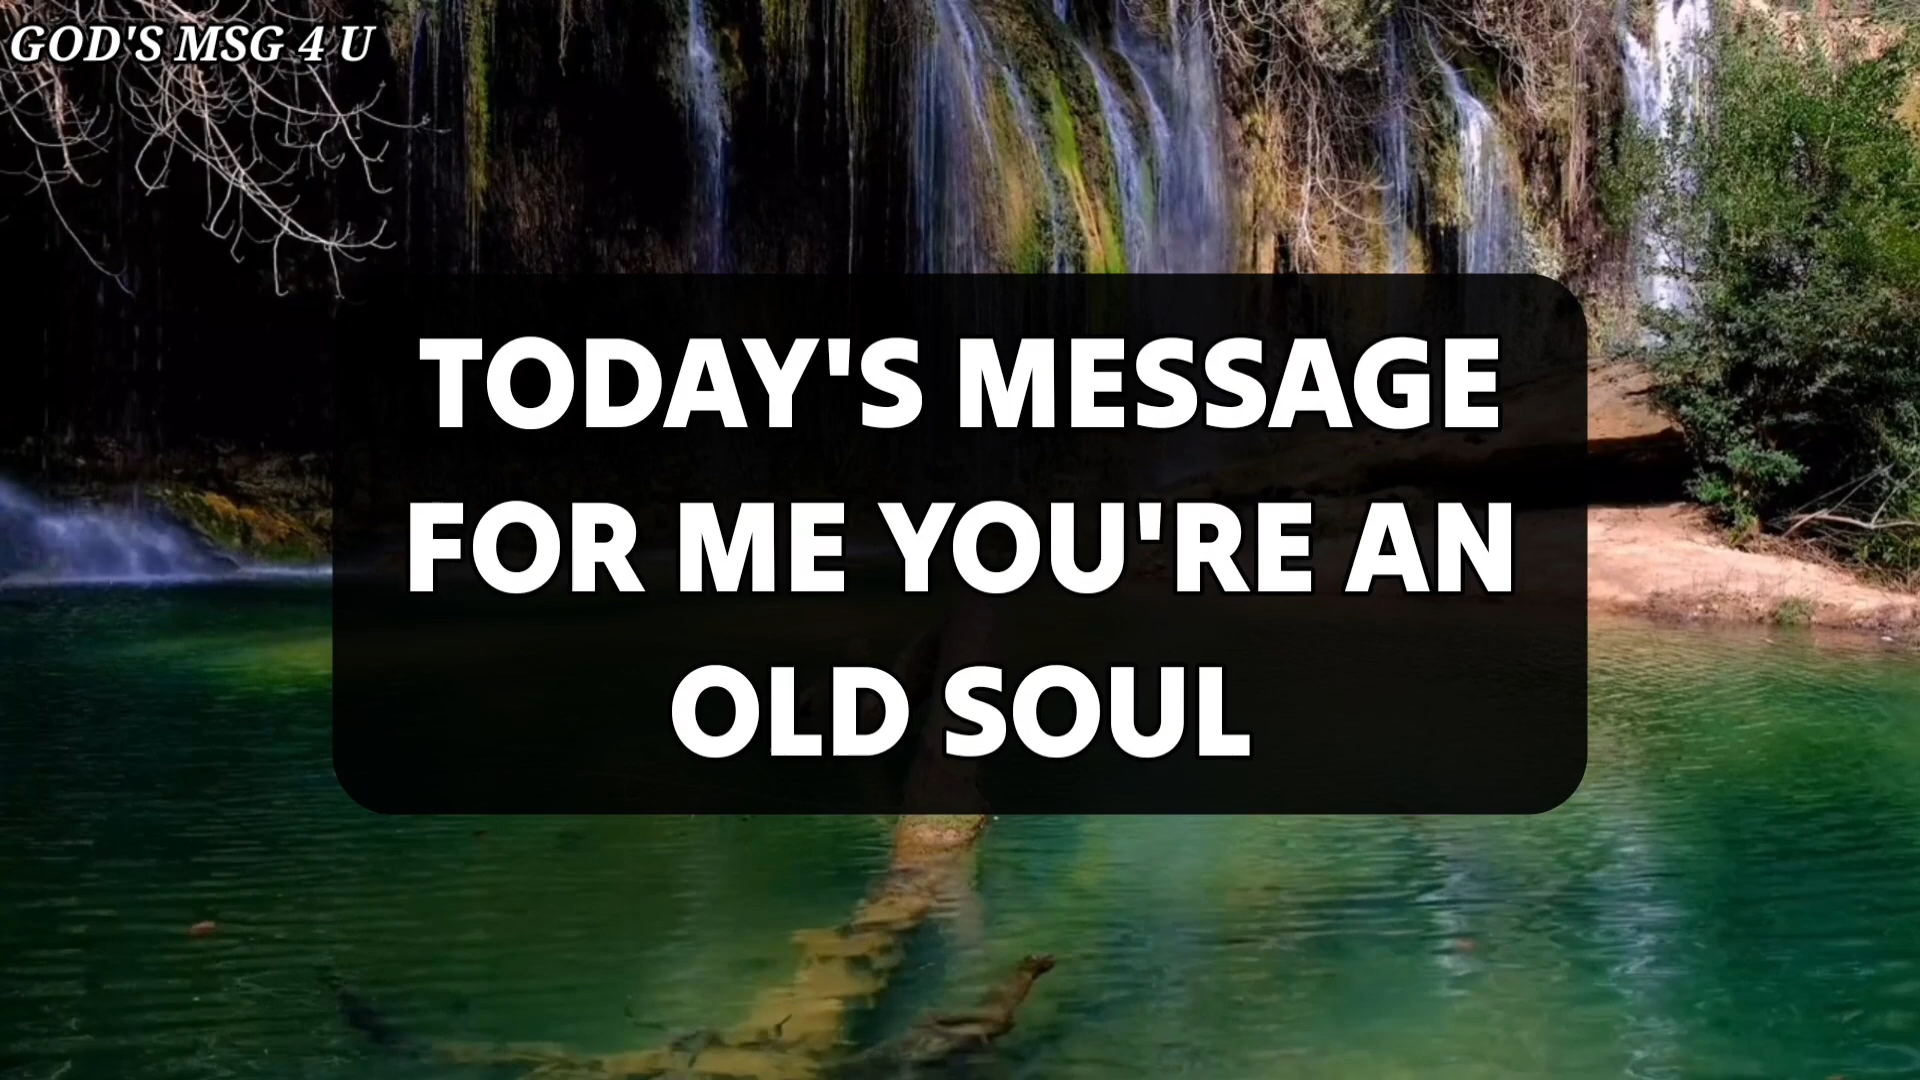 GOD'S MSG 4 U
TODAY'S MESSAGE
FOR ME YOU'RE AN
OLD SOUL